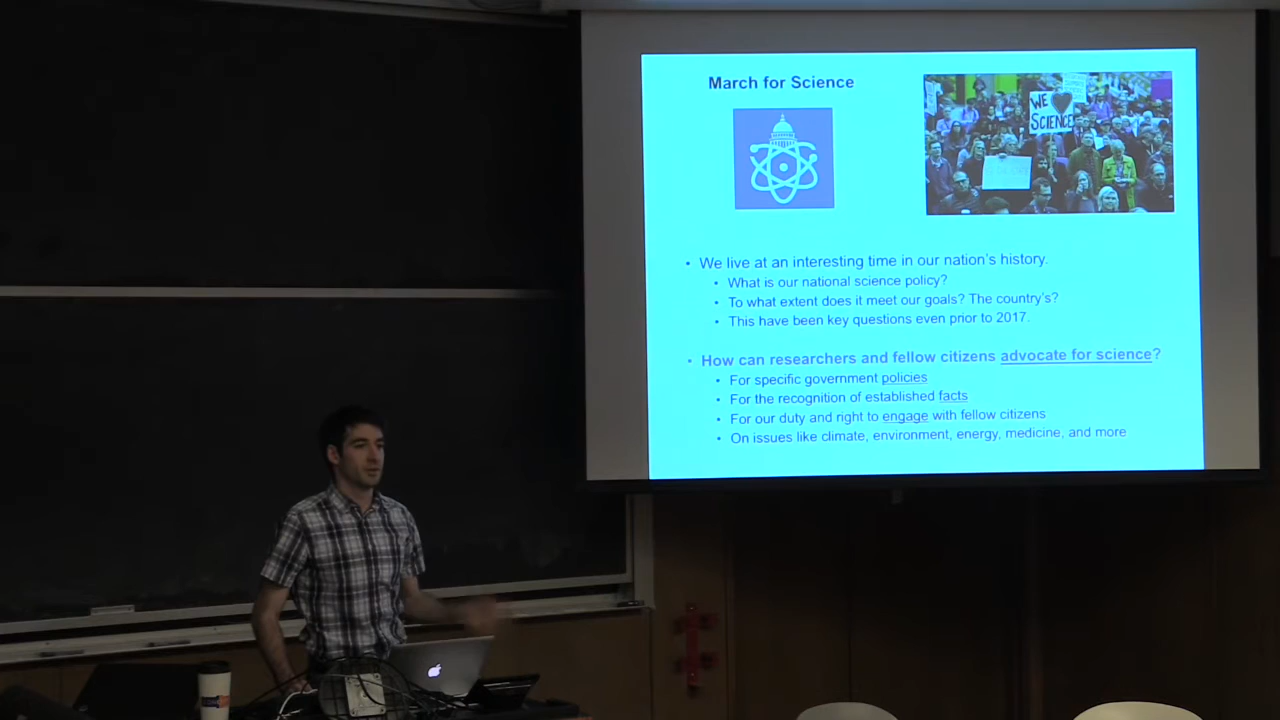 March for Science
WE
SCIENCE
• We live at an interesting time in our nation's history.
• What is our national science policy?
• To what extent does it meet our goals? The country's?
• This have been key questions even prior to 2017.
• How can researchers and fellow citizens advocate for science?
• For specific government policies
• For the recognition of established facts
• For our duty and right to engage with fellow citizens
• On issues like climate, environment, energy, medicine, and more